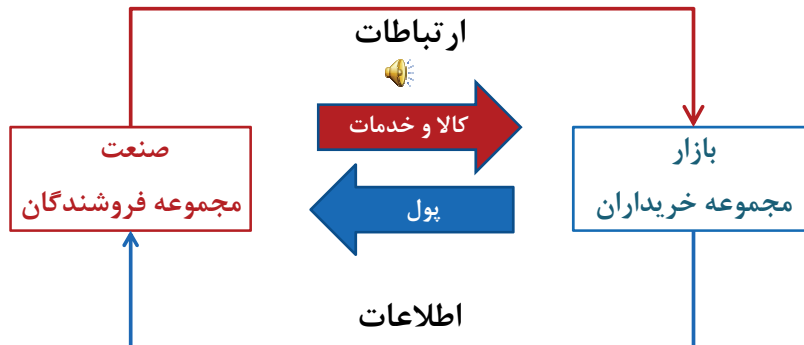 ارتباطات
کالا و خدمات
بازار
مجموعه خریداران
صنعت
مجموعه فروشندگان
پول
اطلاعات